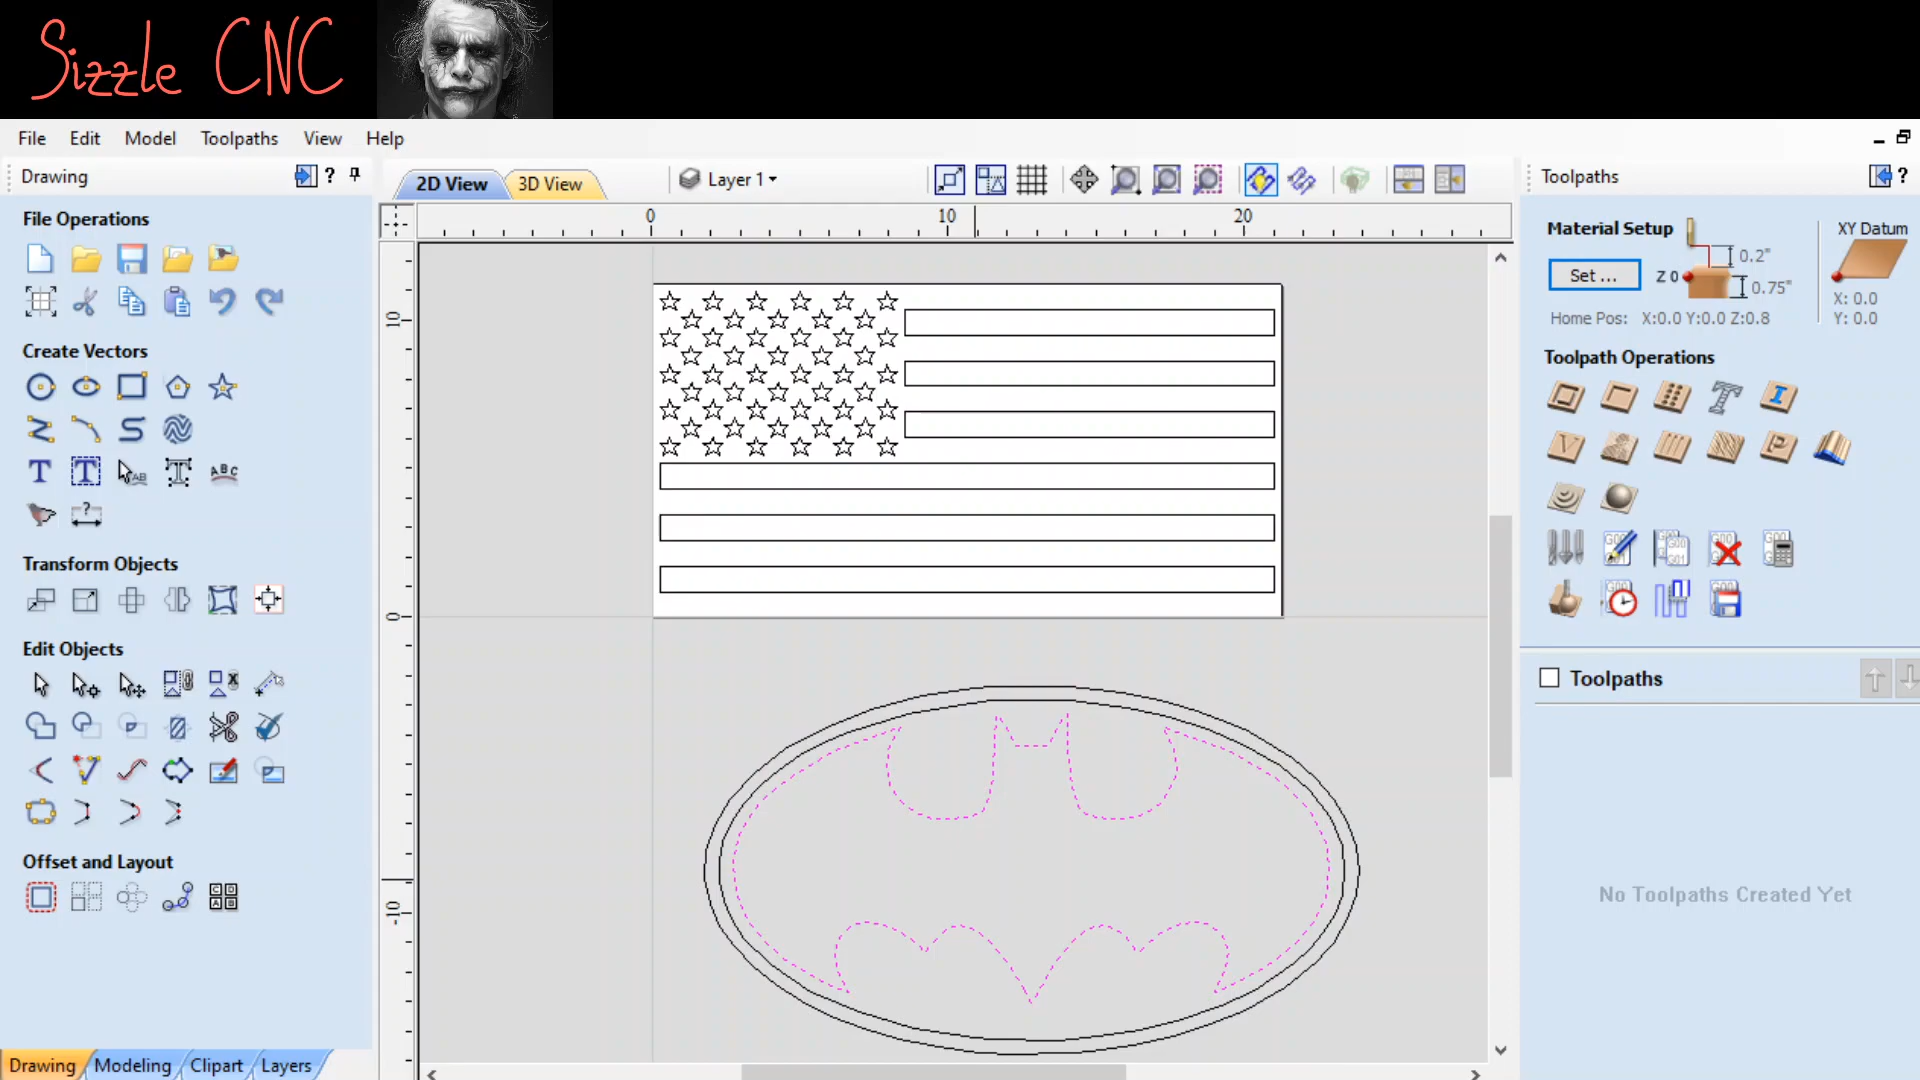 Sizzle CNC
File Edit Model Toolpaths View Help
Drawing
2D View 3D View
Layer 1
Toolpaths
File Operations
Create Vectors
Transform Objects
Edit Objects
Offset and Layout
Drawing Modeling Clipart Layers
0 10 20
10
0
-10
Material Setup
Set ...
Z 0
0.2"
0.75"
XY Datum
X: 0.0
Y: 0.0
Home Pos: X:0.0 Y:0.0 Z:0.8
Toolpath Operations
Toolpaths
No Toolpaths Created Yet